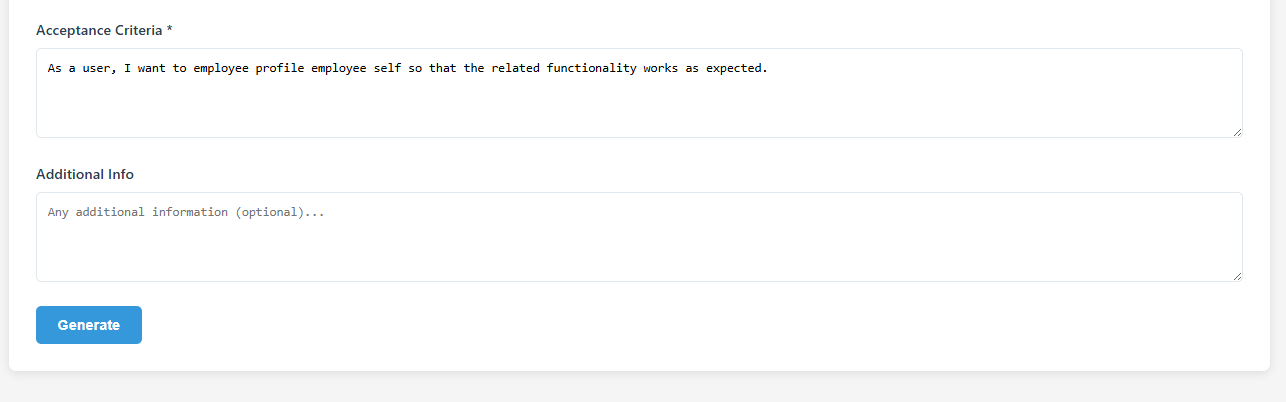 Acceptance Criteria *
As a user, I want to employee profile employee self so that the related functionality works as expected.
Additional Info
Any additional information (optional)...
Generate